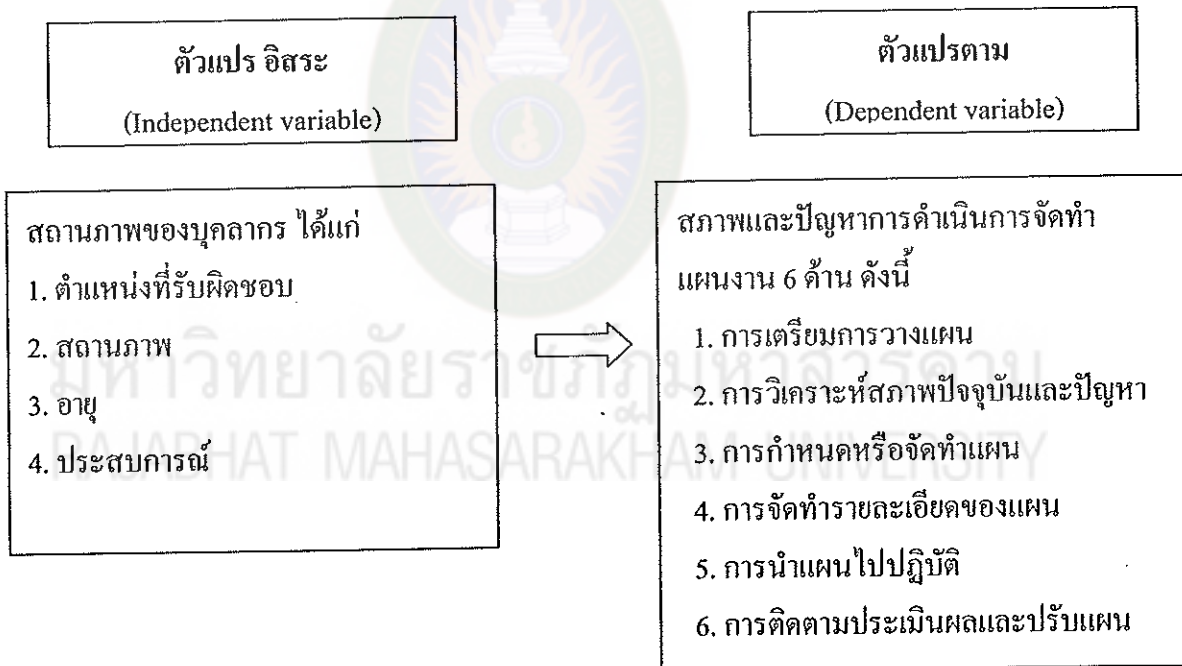 ตัวแปร อิสระ
(Independent variable)
ตัวแปรตาม
(Dependent variable)
สถานภาพของบุคลากร ได้แก่
1. ตำแหน่งที่รับผิดชอบ
2. สถานภาพ
3. อายุ
4. ประสบการณ์
สภาพและปัญหาการดำเนินการจัดทำ
แผนงาน 6 ด้าน ดังนี้
1. การเตรียมการวางแผน
2. การวิเคราะห์สภาพปัจจุบันและปัญหา
3. การกำหนดหรือจัดทำแผน
4. การจัดทำรายละเอียดของแผน
5. การนำแผนไปปฏิบัติ
6. การติดตามประเมินผลและปรับแผน
มหาวิทยาลัยราชภัฏมหาสารคาม
RAJABHAT MAHASARAKHAM UNIVERSITY